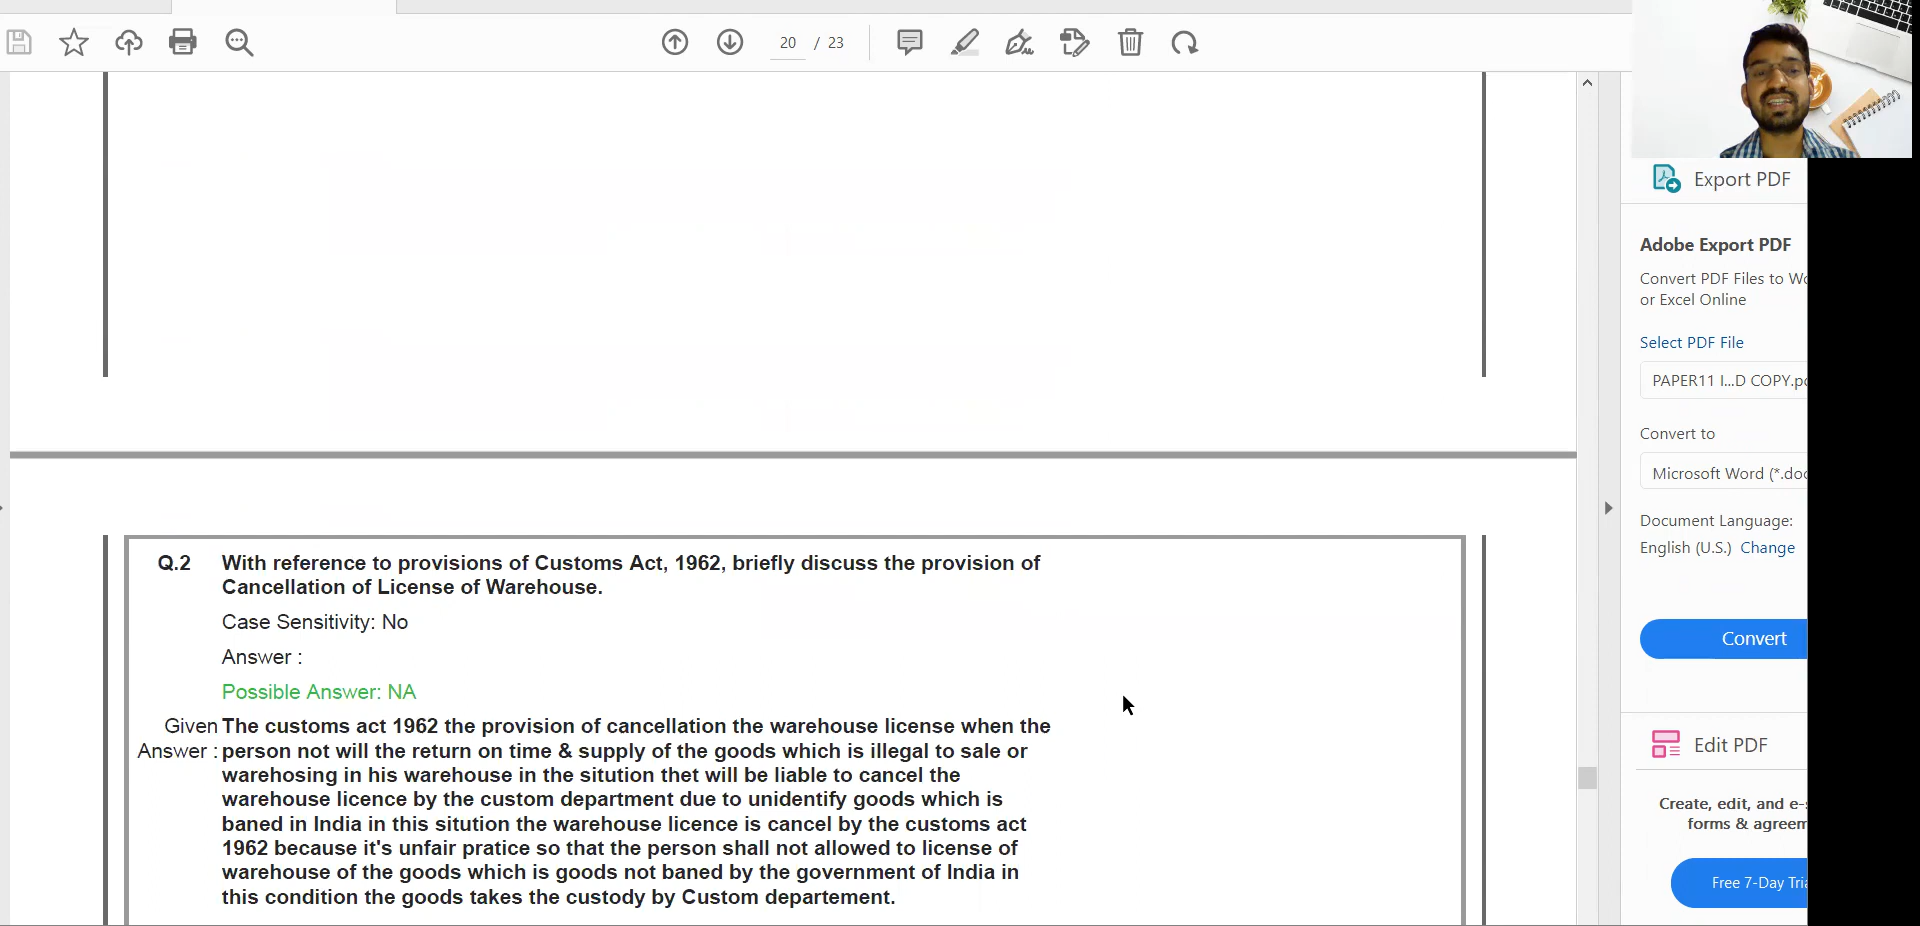 20 / 23
Export PDF
Adobe Export PDF
Convert PDF Files to Wo
or Excel Online
Select PDF File
PAPER11 I...D COPY.pd
Convert to
Microsoft Word (*.doc
Document Language:
English (U.S.) Change
Convert
Edit PDF
Create, edit, and e-s
forms & agreem
Free 7-Day Tria
Q.2 With reference to provisions of Customs Act, 1962, briefly discuss the provision of
Cancellation of License of Warehouse.
Case Sensitivity: No
Answer :
Possible Answer: NA
Given The customs act 1962 the provision of cancellation the warehouse license when the
Answer : person not will the return on time & supply of the goods which is illegal to sale or
warehosing in his warehouse in the sitution thet will be liable to cancel the
warehouse licence by the custom department due to unidentify goods which is
baned in India in this sitution the warehouse licence is cancel by the customs act
1962 because it's unfair pratice so that the person shall not allowed to license of
warehouse of the goods which is goods not baned by the government of India in
this condition the goods takes the custody by Custom departement.